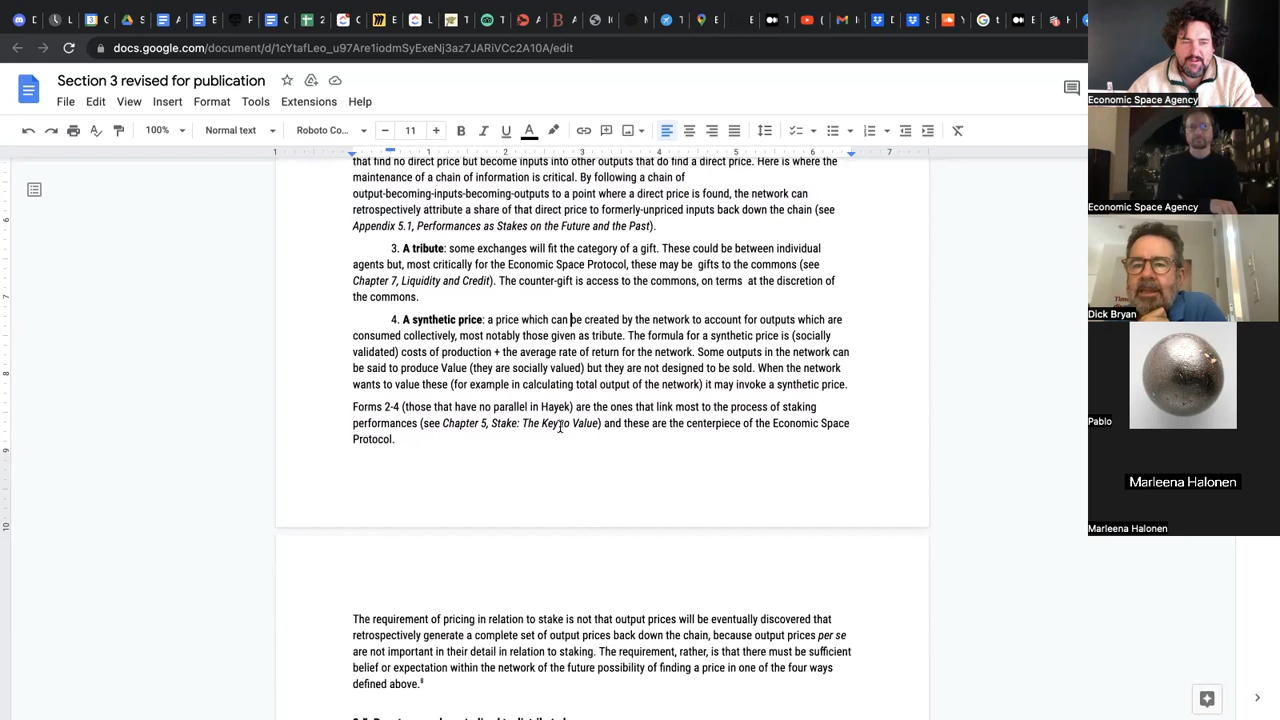 docs.google.com/document/d/1cYtafLeo_u97Are1iodmSyExeNj3az7JARiVCc2A10A/edit
Section 3 revised for publication
File Edit View Insert Format Tools Extensions Help
100% Normal text Roboto Co... 11
1 1 2 3 4 5 6 7
that find no direct price but become inputs into other outputs that do find a direct price. Here is where the
maintenance of a chain of information is critical. By following a chain of
output-becoming-inputs-becoming-outputs to a point where a direct price is found, the network can
retrospectively attribute a share of that direct price to formerly-unpriced inputs back down the chain (see
Appendix 5.1, Performances as Stakes on the Future and the Past).
3. A tribute: some exchanges will fit the category of a gift. These could be between individual
agents but, most critically for the Economic Space Protocol, these may be gifts to the commons (see
Chapter 7, Liquidity and Credit). The counter-gift is access to the commons, on terms at the discretion of
the commons.
4. A synthetic price: a price which can be created by the network to account for outputs which are
consumed collectively, most notably those given as tribute. The formula for a synthetic price is (socially
validated) costs of production + the average rate of return for the network. Some outputs in the network can
be said to produce Value (they are socially valued) but they are not designed to be sold. When the network
wants to value these (for example in calculating total output of the network) it may invoke a synthetic price.
Forms 2-4 (those that have no parallel in Hayek) are the ones that link most to the process of staking
performances (see Chapter 5, Stake: The Key to Value) and these are the centerpiece of the Economic Space
Protocol.
The requirement of pricing in relation to stake is not that output prices will be eventually discovered that
retrospectively generate a complete set of output prices back down the chain, because output prices per se
are not important in their detail in relation to staking. The requirement, rather, is that there must be sufficient
belief or expectation within the network of the future possibility of finding a price in one of the four ways
defined above.
Economic Space Agency
Economic Space Agency
Dick Bryan
Pablo
Marleena Halonen
Marleena Halonen